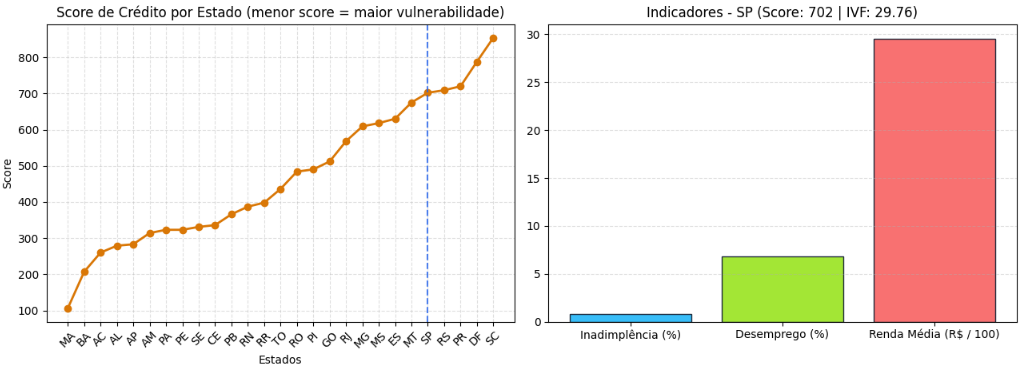 Score de Crédito por Estado (menor score = maior vulnerabilidade)
800
700
600
500
400
300
200
100
Score
MA BA AC AL AP AM PA PE SE CE PB RN RR TO RO PI GO RJ MG MS ES MT SP RS PR DF SC
Estados
Indicadores - SP (Score: 702 | IVF: 29.76)
30
25
20
15
10
5
0
Inadimplência (%) Desemprego (%) Renda Média (R$ / 100)